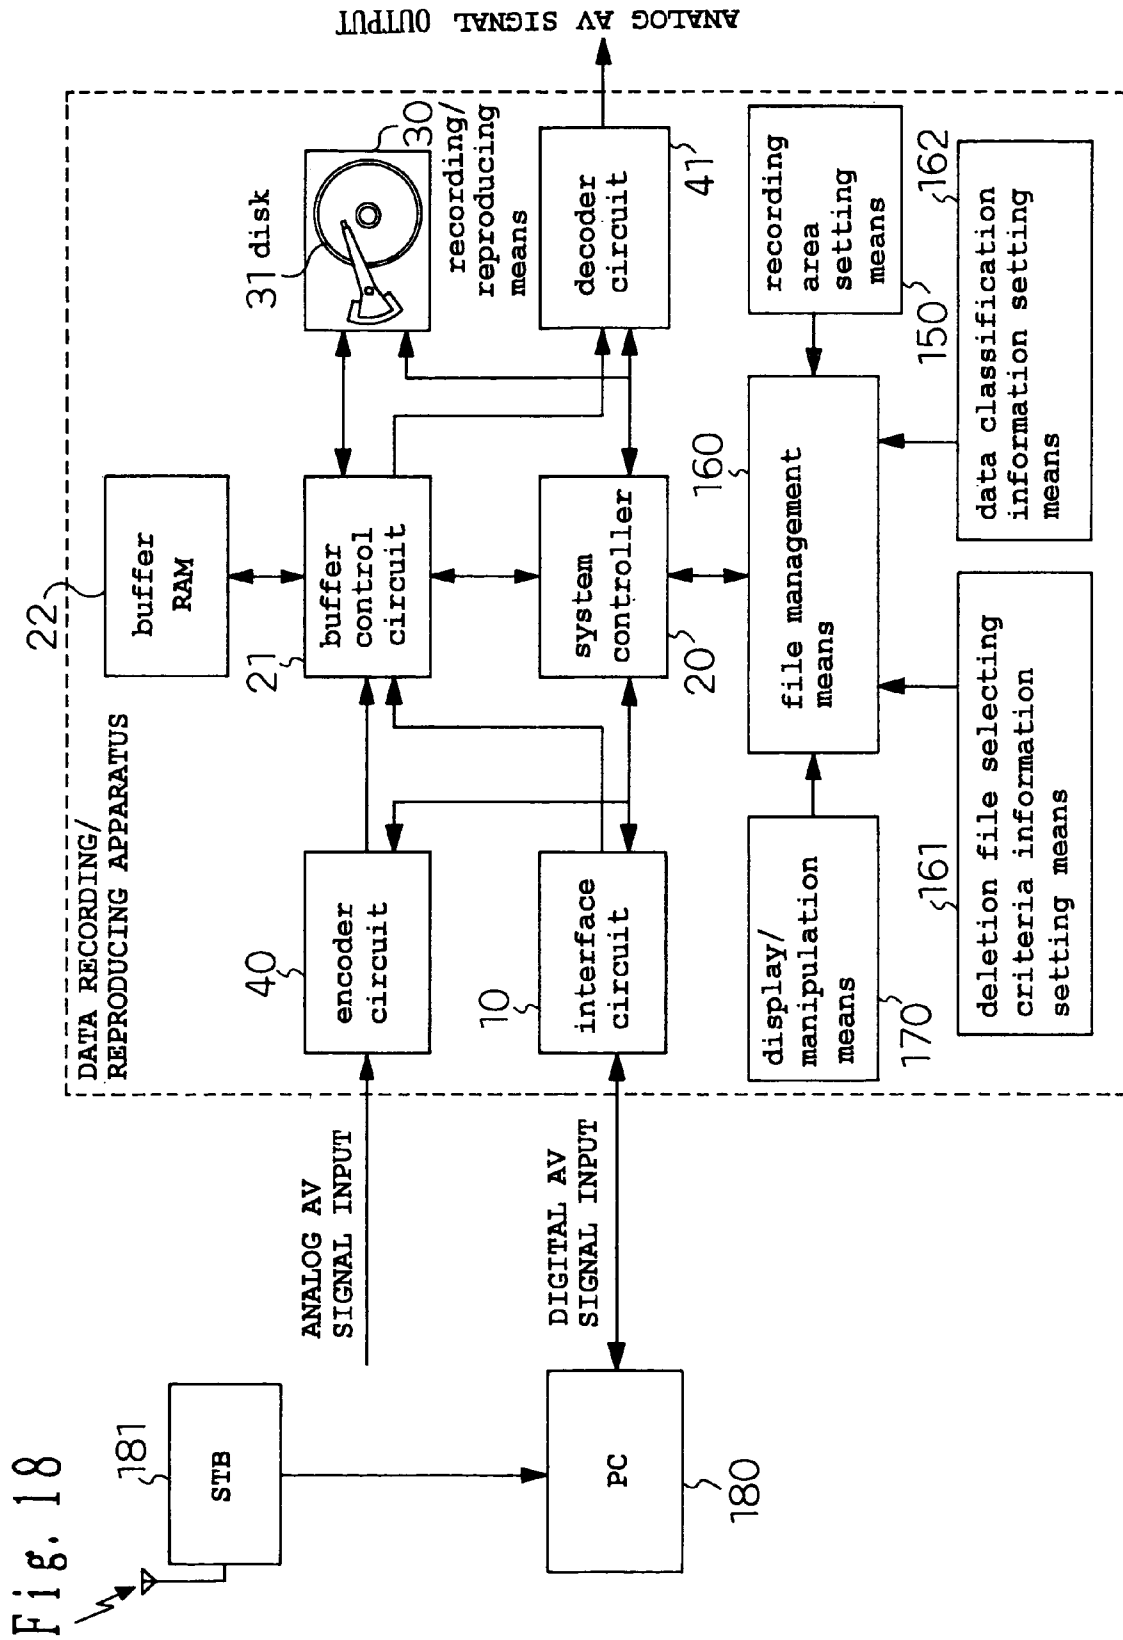 Fig. 18
181
STB
PC
180
ANALOG AV
SIGNAL INPUT
DIGITAL AV
SIGNAL INPUT
DATA RECORDING/
REPRODUCING APPARATUS
22
buffer
RAM
40
encoder
circuit
21
buffer
control
circuit
31 disk
30
recording/
reproducing
means
10
interface
circuit
system
controller
20
decoder
circuit
41
ANALOG AV SIGNAL OUTPUT
display/
manipulation
means
170
160
file management
means
recording
area
setting
means
150
161
deletion file selecting
criteria information
setting means
162
data classification
information setting
means